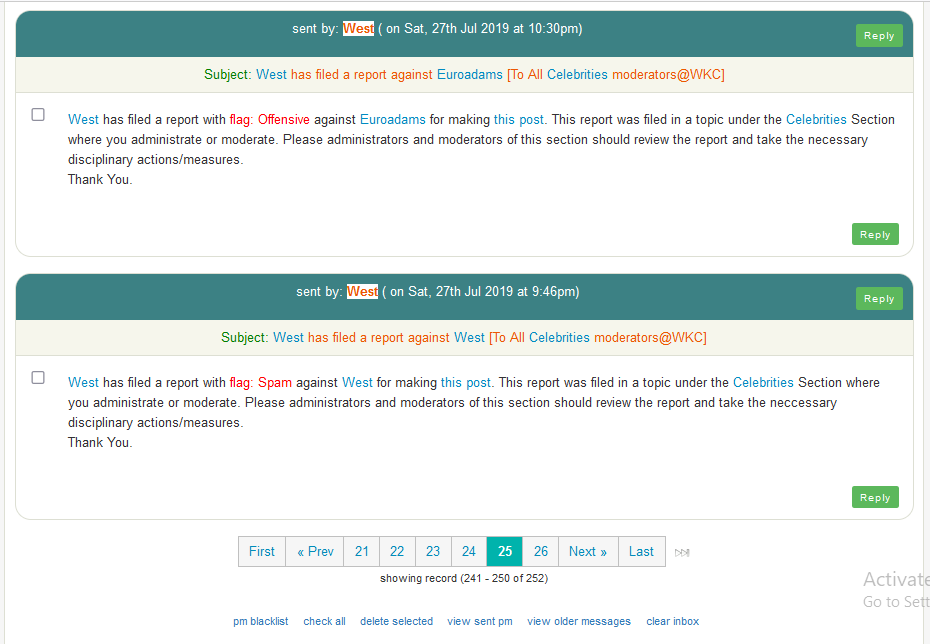 sent by: West ( on Sat, 27th Jul 2019 at 10:30pm)
Reply
Subject: West has filed a report against Euroadams [To All Celebrities moderators@WKC]
West has filed a report with flag: Offensive against Euroadams for making this post. This report was filed in a topic under the Celebrities Section
where you administrate or moderate. Please administrators and moderators of this section should review the report and take the necessary
disciplinary actions/measures.
Thank You.
Reply
sent by: West ( on Sat, 27th Jul 2019 at 9:46pm)
Reply
Subject: West has filed a report against West [To All Celebrities moderators@WKC]
West has filed a report with flag: Spam against West for making this post. This report was filed in a topic under the Celebrities Section where
you administrate or moderate. Please administrators and moderators of this section should review the report and take the neccessary
disciplinary actions/measures.
Thank You.
Reply
First « Prev 21 22 23 24 25 26 Next » Last
showing record (241 - 250 of 252)
Activate
Go to Sett
pm blacklist check all delete selected view sent pm view older messages clear inbox